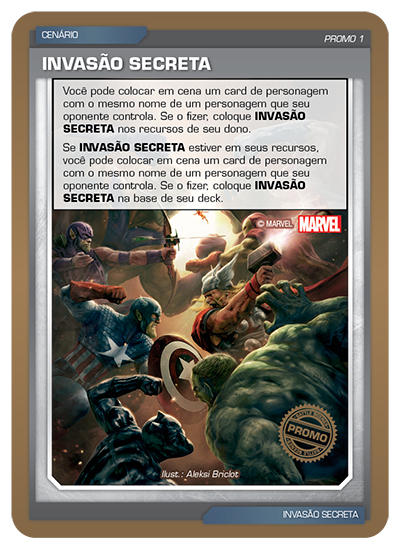 CENÁRIO
PROMO 1
INVASÃO SECRETA
Você pode colocar em cena um card de personagem
com o mesmo nome de um personagem que seu
oponente controla. Se o fizer, coloque INVASÃO
SECRETA nos recursos de seu dono.
Se INVASÃO SECRETA estiver em seus recursos,
você pode colocar em cena um card de personagem
com o mesmo nome de um personagem que seu
oponente controla. Se o fizer, coloque INVASÃO
SECRETA na base de seu deck.
© MARVEL MARVEL
PROMO
Ilust.: Aleksi Briclot
INVASÃO SECRETA